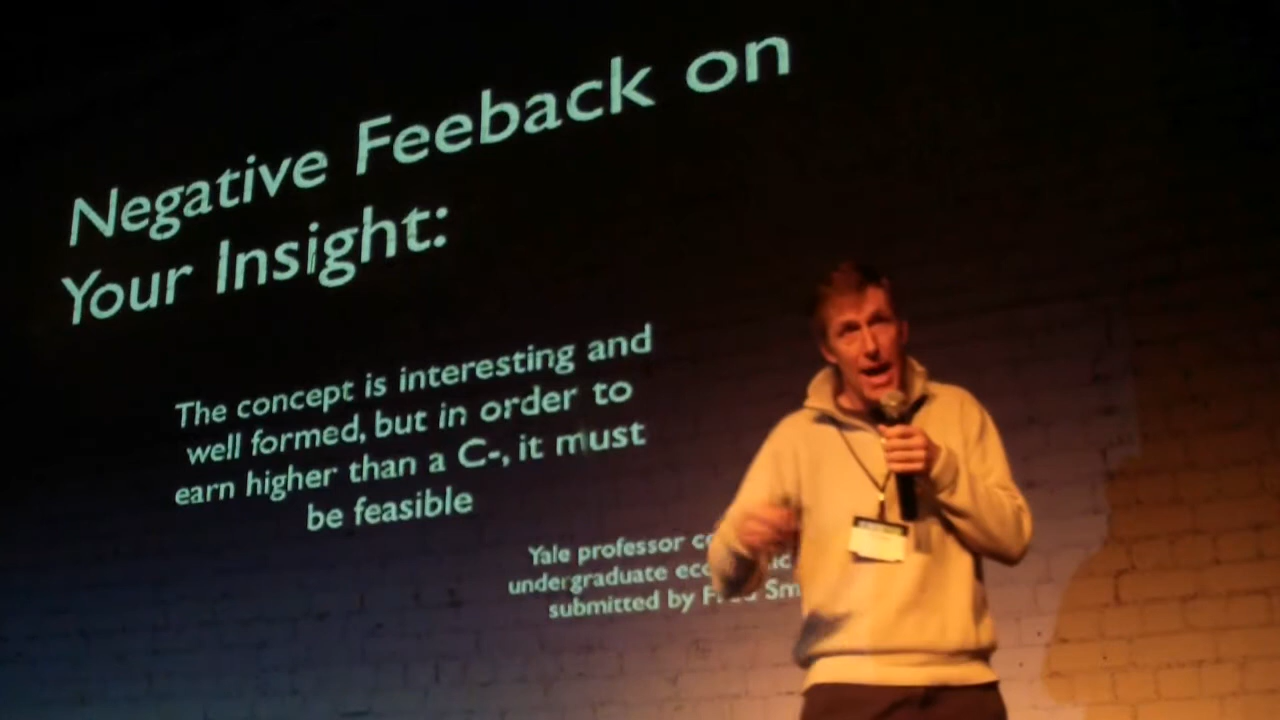 Negative Feeback on
Your Insight:
The concept is interesting and
well formed, but in order to
earn higher than a C-, it must
be feasible
Yale professor
undergraduate
submitted by